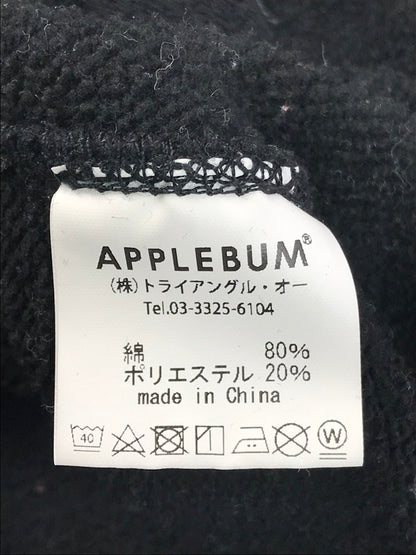 APPLEBUM®
(株)トライアングル・オー
Tel.03-3325-6104
綿 80%
ポリエステル 20%
made in China
40 W